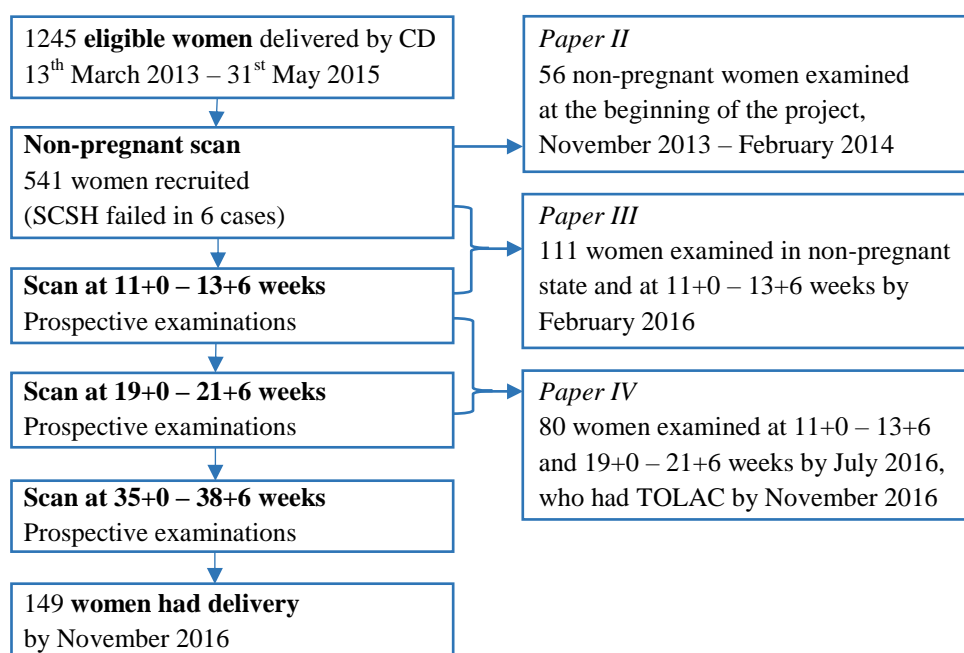 1245 eligible women delivered by CD
13th March 2013 – 31st May 2015
Non-pregnant scan
541 women recruited
(SCSH failed in 6 cases)
Scan at 11+0 – 13+6 weeks
Prospective examinations
Scan at 19+0 – 21+6 weeks
Prospective examinations
Scan at 35+0 – 38+6 weeks
Prospective examinations
149 women had delivery
by November 2016
Paper II
56 non-pregnant women examined
at the beginning of the project,
November 2013 – February 2014
Paper III
111 women examined in non-pregnant
state and at 11+0 – 13+6 weeks by
February 2016
Paper IV
80 women examined at 11+0 – 13+6
and 19+0 – 21+6 weeks by July 2016,
who had TOLAC by November 2016